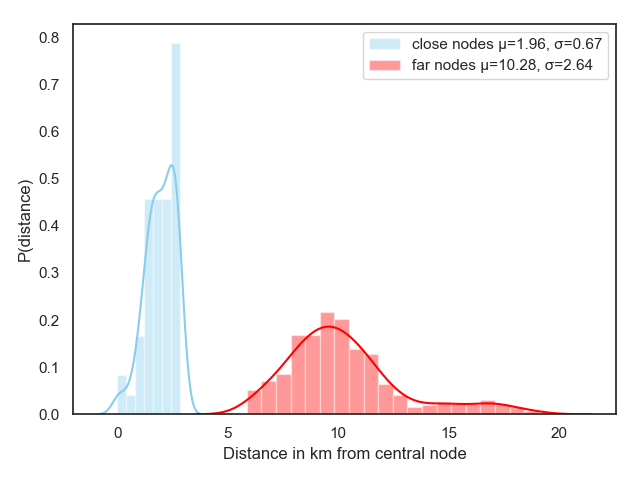 close nodes μ=1.96, σ=0.67
far nodes μ=10.28, σ=2.64
P(distance)
0.8
0.7
0.6
0.5
0.4
0.3
0.2
0.1
0.0
0 5 10 15 20
Distance in km from central node